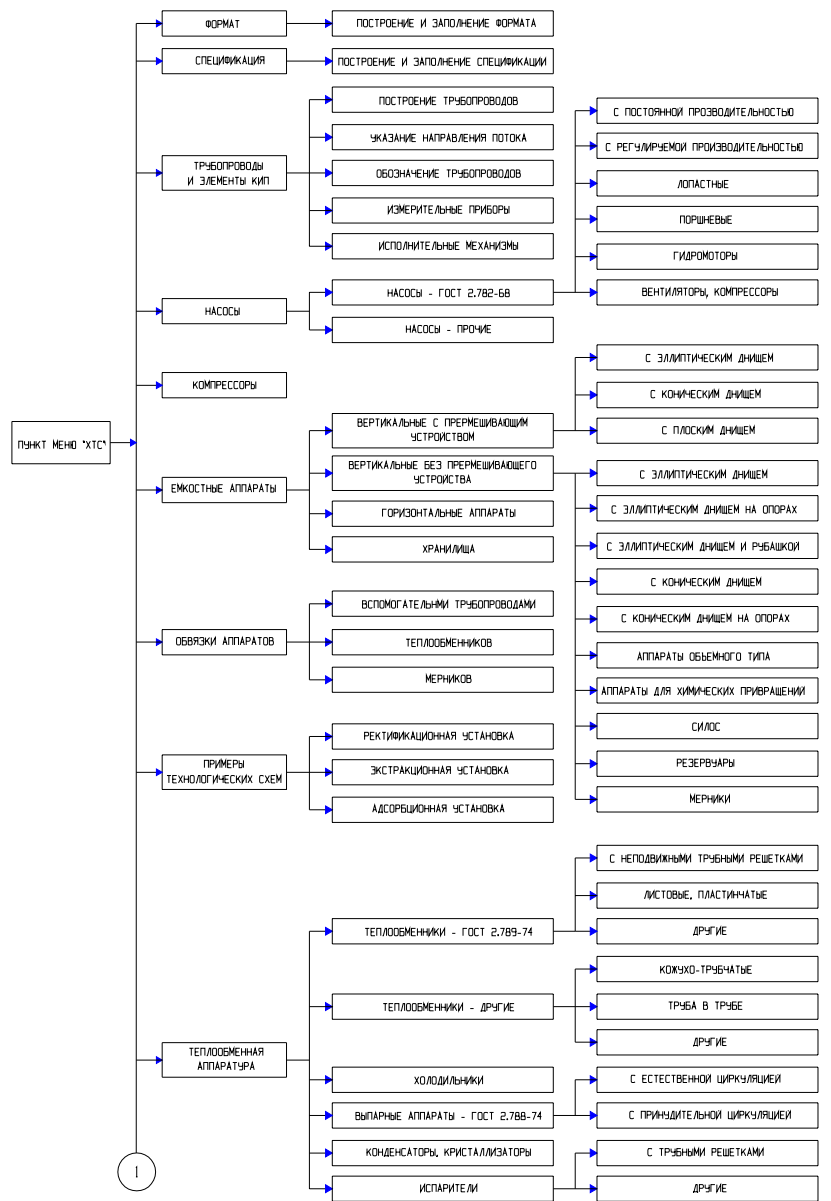 ФОРМАТ
ПОСТРОЕНИЕ И ЗАПОЛНЕНИЕ ФОРМАТА
СПЕЦИФИКАЦИЯ
ПОСТРОЕНИЕ И ЗАПОЛНЕНИЕ СПЕЦИФИКАЦИИ
ТРУБОПРОВОДЫ
И ЭЛЕМЕНТЫ КИП
ПОСТРОЕНИЕ ТРУБОПРОВОДОВ
УКАЗАНИЕ НАПРАВЛЕНИЯ ПОТОКА
ОБОЗНАЧЕНИЕ ТРУБОПРОВОДОВ
ИЗМЕРИТЕЛЬНЫЕ ПРИБОРЫ
ИСПОЛНИТЕЛЬНЫЕ МЕХАНИЗМЫ
НАСОСЫ
НАСОСЫ - ГОСТ 2.782-68
НАСОСЫ - ПРОЧИЕ
С ПОСТОЯННОЙ ПРОЗВОДИТЕЛЬНОСТЬЮ
С РЕГУЛИРУЕМОЙ ПРОИЗВОДИТЕЛЬНОСТЬЮ
ЛОПАСТНЫЕ
ПОРШНЕВЫЕ
ГИДРОМОТОРЫ
ВЕНТИЛЯТОРЫ, КОМПРЕССОРЫ
КОМПРЕССОРЫ
ПУНКТ МЕНЮ "ХТС"
ЕМКОСТНЫЕ АППАРАТЫ
ВЕРТИКАЛЬНЫЕ С ПРЕРМЕШИВАЮЩИМ
УСТРОЙСТВОМ
ВЕРТИКАЛЬНЫЕ БЕЗ ПРЕРМЕШИВАЮЩЕГО
УСТРОЙСТВА
ГОРИЗОНТАЛЬНЫЕ АППАРАТЫ
ХРАНИЛИЩА
С ЭЛЛИПТИЧЕСКИМ ДНИЩЕМ
С КОНИЧЕСКИМ ДНИЩЕМ
С ПЛОСКИМ ДНИЩЕМ
С ЭЛЛИПТИЧЕСКИМ ДНИЩЕМ
С ЭЛЛИПТИЧЕСКИМ ДНИЩЕМ НА ОПОРАХ
С ЭЛЛИПТИЧЕСКИМ ДНИЩЕМ И РУБАШКОЙ
С КОНИЧЕСКИМ ДНИЩЕМ
С КОНИЧЕСКИМ ДНИЩЕМ НА ОПОРАХ
АППАРАТЫ ОБЬЕМНОГО ТИПА
АППАРАТЫ ДЛЯ ХИМИЧЕСКИХ ПРИВРАЩЕНИЙ
СИЛОС
РЕЗЕРВУАРЫ
МЕРНИКИ
ОБВЯЗКИ АППАРАТОВ
ВСПОМОГАТЕЛЬНМИ ТРУБОПРОВОДАМИ
ТЕПЛООБМЕННИКОВ
МЕРНИКОВ
ПРИМЕРЫ
ТЕХНОЛОГИЧЕСКИХ СХЕМ
РЕКТИФИКАЦИОННАЯ УСТАНОВКА
ЭКСТРАКЦИОННАЯ УСТАНОВКА
АДСОРБЦИОННАЯ УСТАНОВКА
ТЕПЛООБМЕННАЯ
АППАРАТУРА
ТЕПЛООБМЕННИКИ - ГОСТ 2.789-74
С НЕПОДВИЖНЫМИ ТРУБНЫМИ РЕШЕТКАМИ
ЛИСТОВЫЕ, ПЛАСТИНЧАТЫЕ
ДРУГИЕ
ТЕПЛООБМЕННИКИ - ДРУГИЕ
КОЖУХО-ТРУБЧАТЫЕ
ТРУБА В ТРУБЕ
ДРУГИЕ
ХОЛОДИЛЬНИКИ
ВЫПАРНЫЕ АППАРАТЫ - ГОСТ 2.788-74
С ЕСТЕСТВЕННОЙ ЦИРКУЛЯЦИЕЙ
С ПРИНУДИТЕЛЬНОЙ ЦИРКУЛЯЦИЕЙ
КОНДЕНСАТОРЫ, КРИСТАЛЛИЗАТОРЫ
ИСПАРИТЕЛИ
С ТРУБНЫМИ РЕШЕТКАМИ
ДРУГИЕ
1